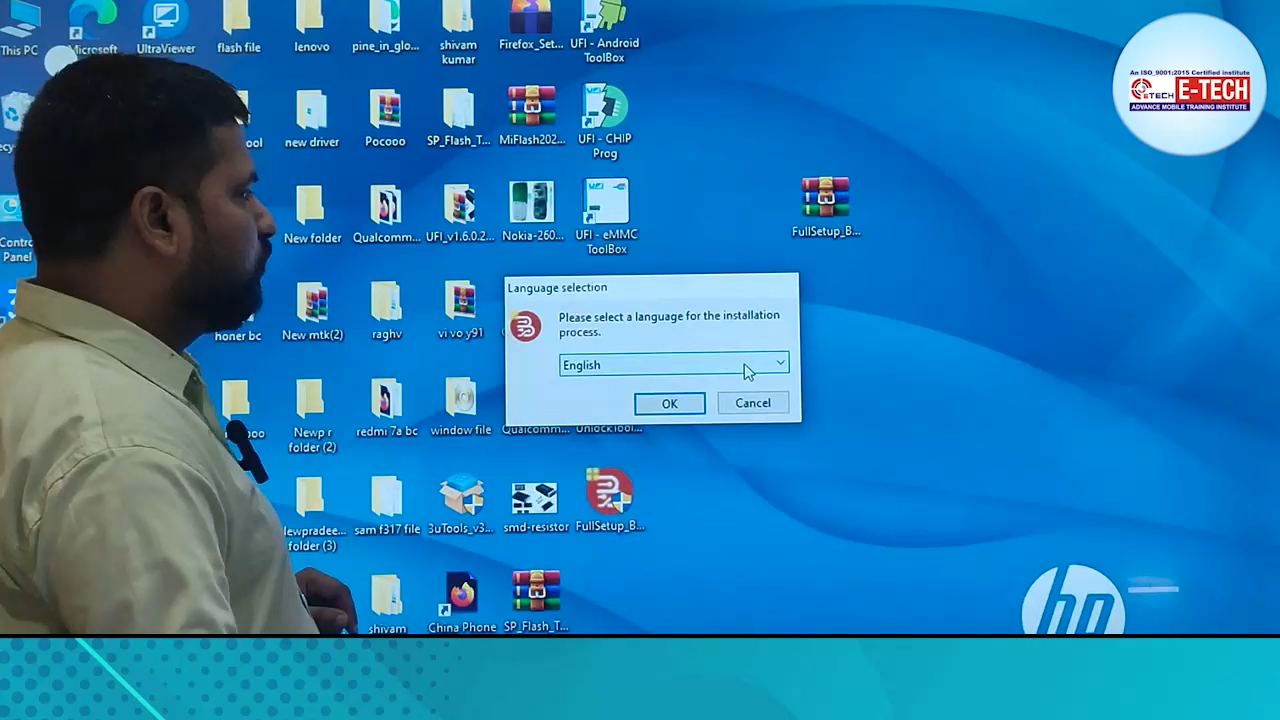 This PC
Microsoft
UltraViewer
flash file
lenovo
pine_in_glo...
shivam
kumar
Firefox_Set...
UFI - Android
ToolBox
An ISO_9001:2015 Certified Institute
ETECH
E-TECH
ADVANCE MOBILE TRAINING INSTITUTE
new driver
Pocooo
SP_Flash_T...
MiFlash202...
UFI - CHIP
Prog
New folder
Qualcomm...
UFI_v1.6.0.2...
Nokia-260...
UFI
UFI - eMMC
ToolBox
FullSetup_B...
Panel
Language selection
Please select a language for the installation
process.
English
OK
Cancel
honer bc
New mtk(2)
raghv
vi vo y91
Newp r
folder (2)
redmi 7a bc
window file
Qualcomm...
UnlockTool...
folder (3)
sam f317 file
3uTools_v3...
smd-resistor
FullSetup_B...
shivam
China Phone
SP_Flash_T...
hp